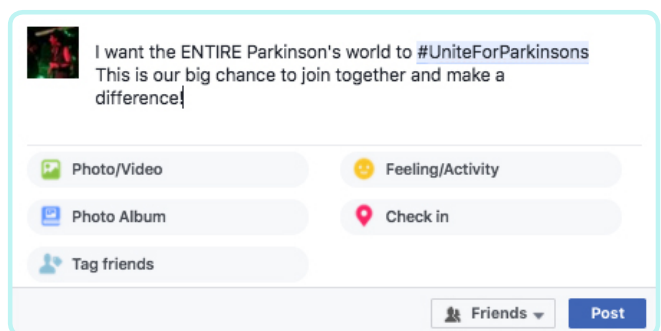 I want the ENTIRE Parkinson's world to #UniteForParkinsons
This is our big chance to join together and make a
difference!
Photo/Video
Feeling/Activity
Photo Album
Check in
Tag friends
Friends
Post